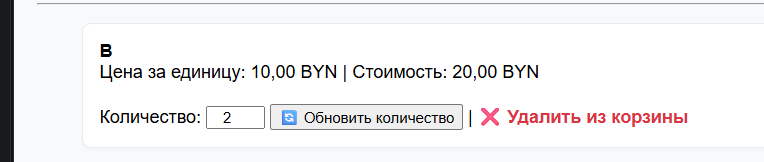 В
Цена за единицу: 10,00 BYN | Стоимость: 20,00 BYN
Количество: 2 🔄 Обновить количество | ❌ Удалить из корзины